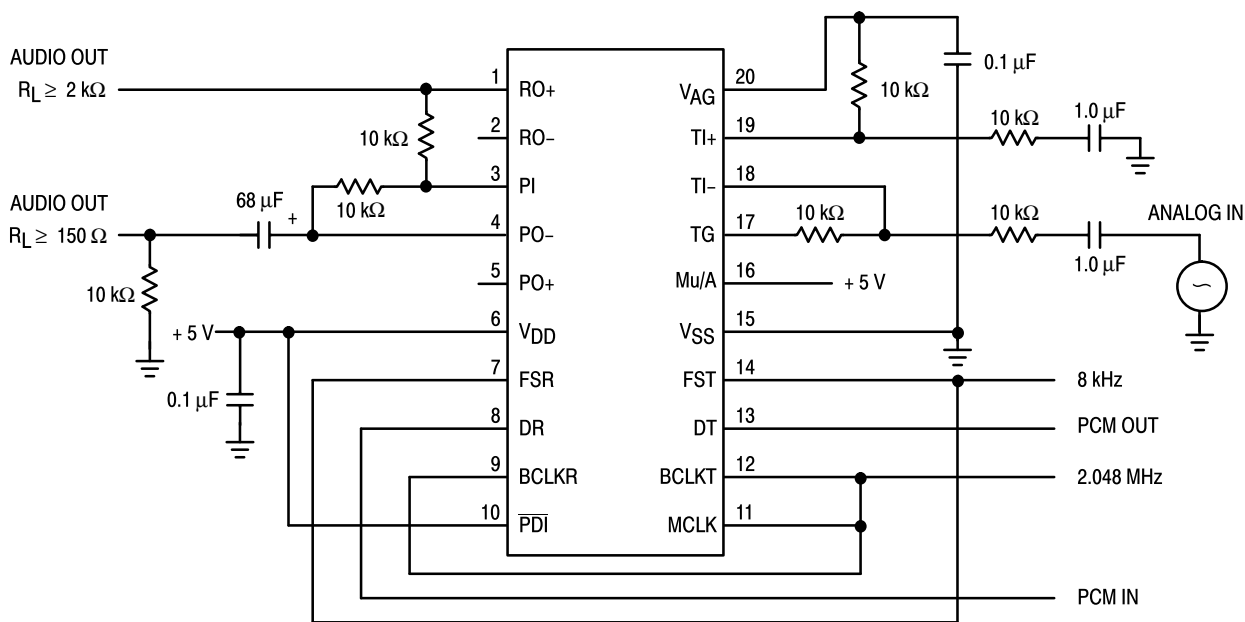 AUDIO OUT
RL ≥ 2 kΩ
10 kΩ
10 kΩ
68 μF
+
AUDIO OUT
RL ≥ 150 Ω
10 kΩ
+ 5 V
0.1 μF
1 RO+
2 RO–
3 PI
4 PO–
5 PO+
6 VDD
7 FSR
8 DR
9 BCLKR
10 PDI
VAG 20
TI+ 19
TI– 18
TG 17
Mu/A 16
VSS 15
FST 14
DT 13
BCLKT 12
MCLK 11
10 kΩ
0.1 μF
10 kΩ
1.0 μF
10 kΩ
10 kΩ
1.0 μF
ANALOG IN
+ 5 V
8 kHz
PCM OUT
2.048 MHz
PCM IN